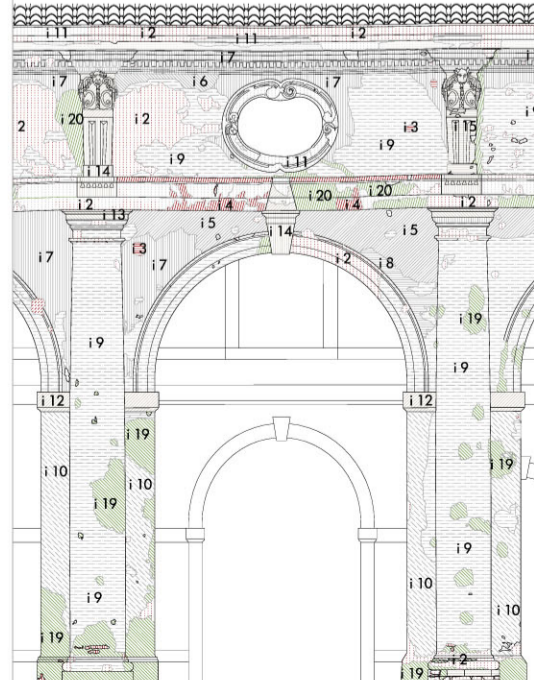 i 11 i 2 i 11 i 2
i 7
i 7 i 6 i 7
2 i 20 i 2 i 3 i 15
i 9 i 11 i 9
i 14
i 20 i 20
i 2 i 4 i 4 i 2
i 13 i 5 i 14 i 5
i 7 3 i 7 i 2 i 8
i 19
i 9 i 9
i 12 i 12
i 19
i 10 i 10 i 19
i 19
i 9
i 10
i 9 i 10
i 19 i 2
i 19